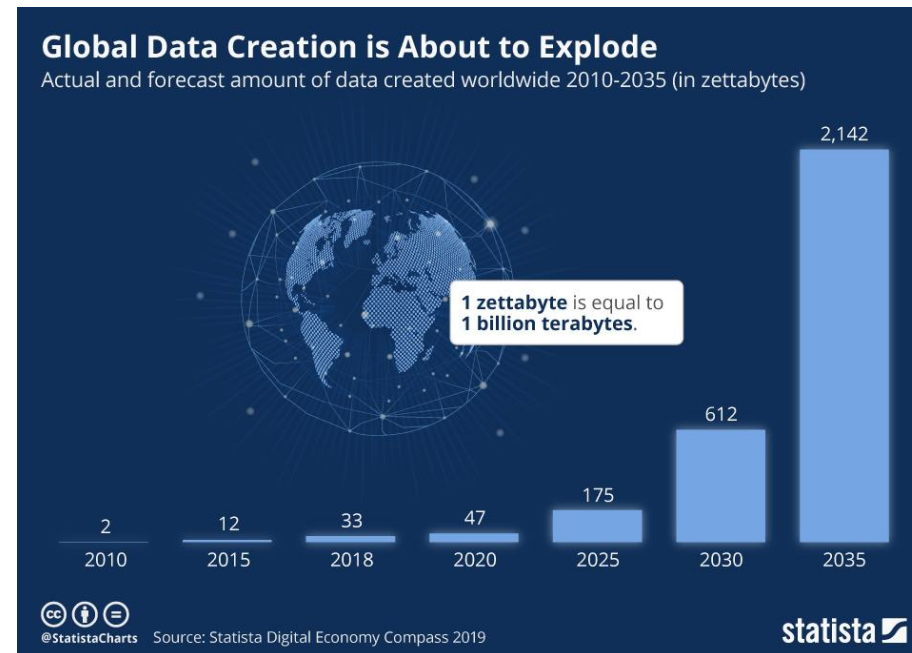 Global Data Creation is About to Explode
Actual and forecast amount of data created worldwide 2010-2035 (in zettabytes)
2,142
1 zettabyte is equal to
1 billion terabytes.
612
175
2 12 33 47
2010 2015 2018 2020 2025 2030 2035
@StatistaCharts Source: Statista Digital Economy Compass 2019
statista